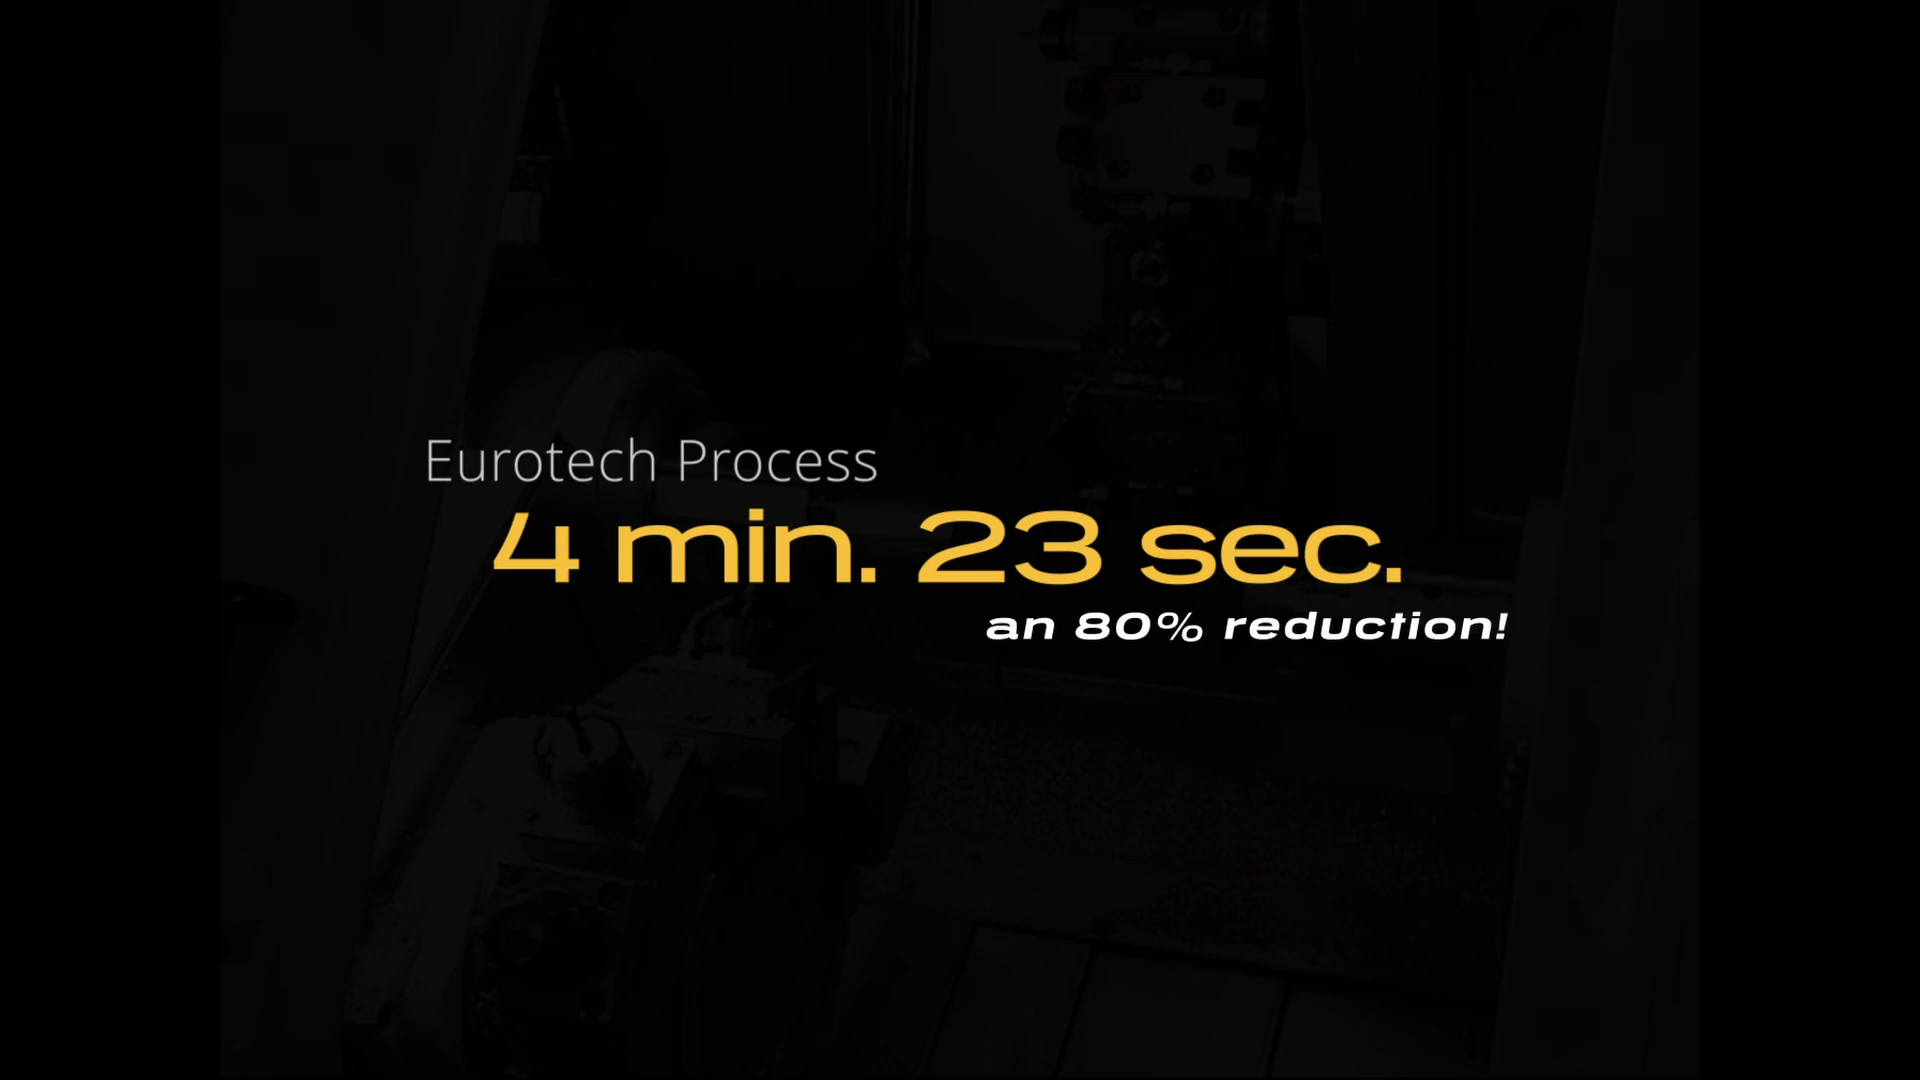 Eurotech Process
4 min. 23 sec.
an 80% reduction!